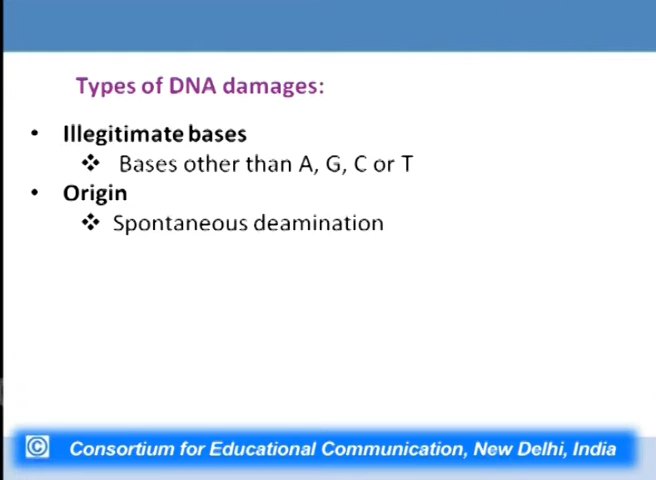 Types of DNA damages:
• Illegitimate bases
❖ Bases other than A, G, C or T
• Origin
❖ Spontaneous deamination
© Consortium for Educational Communication, New Delhi, India